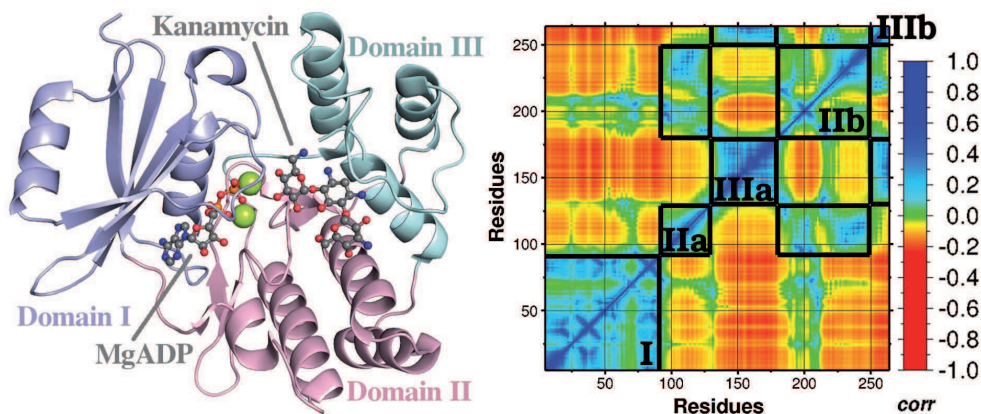 Kanamycin
Domain III
Domain I
MgADP
Domain II
IIIb
IIb
IIIa
IIa
I
250
200
150
100
50
Residues
50 100 150 200 250
Residues
1.0
0.8
0.6
0.4
0.2
0.0
-0.2
-0.4
-0.6
-0.8
-1.0
corr